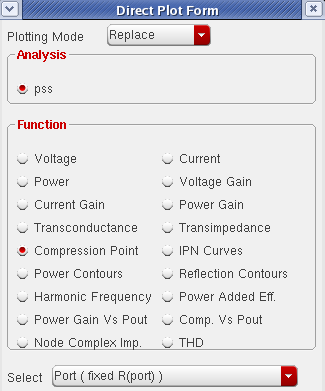 Direct Plot Form
Plotting Mode Replace
Analysis
pss
Function
Voltage Current
Power Voltage Gain
Current Gain Power Gain
Transconductance Transimpedance
Compression Point IPN Curves
Power Contours Reflection Contours
Harmonic Frequency Power Added Eff.
Power Gain Vs Pout Comp. Vs Pout
Node Complex Imp. THD
Select Port ( fixed R(port) )